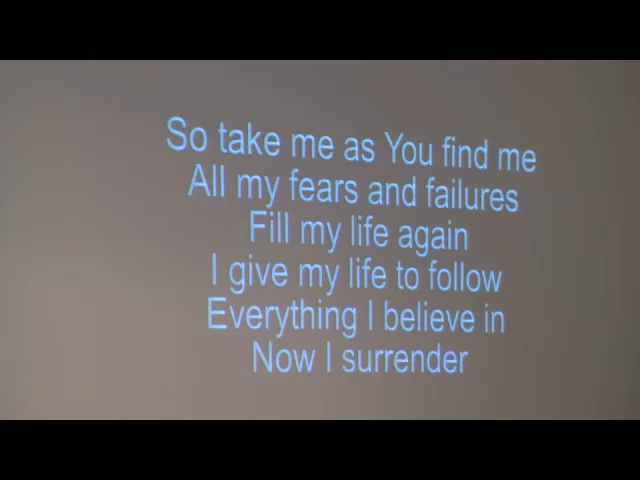 So take me as You find me
All my fears and failures
Fill my life again
I give my life to follow
Everything I believe in
Now I surrender